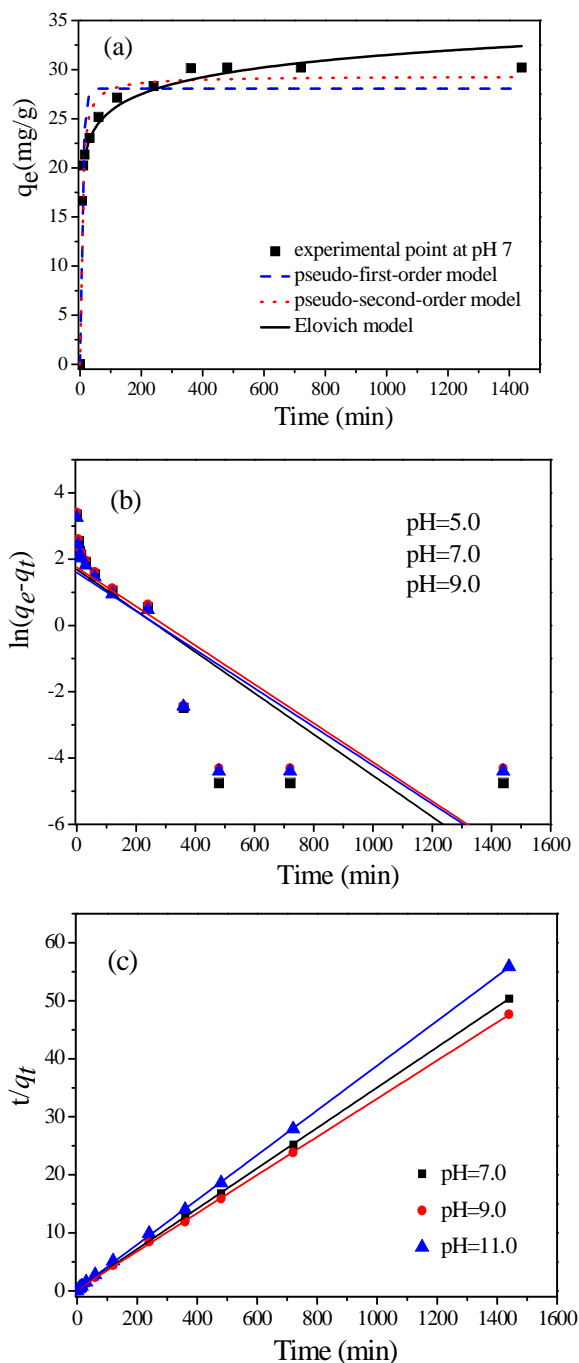 (a)
35
30
25
20
15
10
5
0
qe(mg/g)
experimental point at pH 7
pseudo-first-order model
pseudo-second-order model
Elovich model
0 200 400 600 800 1000 1200 1400
Time (min)
(b)
4
2
0
-2
-4
-6
ln(qe-qt)
pH=5.0
pH=7.0
pH=9.0
0 200 400 600 800 1000 1200 1400 1600
Time (min)
(c)
60
50
40
30
20
10
0
t/qt
pH=7.0
pH=9.0
pH=11.0
0 200 400 600 800 1000 1200 1400 1600
Time (min)